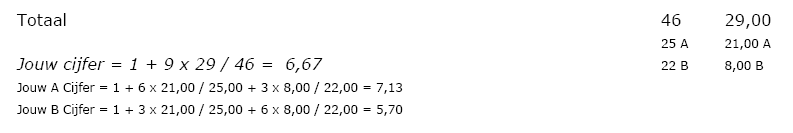 Totaal 46 29,00
25 A 21,00 A
Jouw cijfer = 1 + 9 x 29 / 46 = 6,67
22 B 8,00 B
Jouw A Cijfer = 1 + 6 x 21,00 / 25,00 + 3 x 8,00 / 22,00 = 7,13
Jouw B Cijfer = 1 + 3 x 21,00 / 25,00 + 6 x 8,00 / 22,00 = 5,70